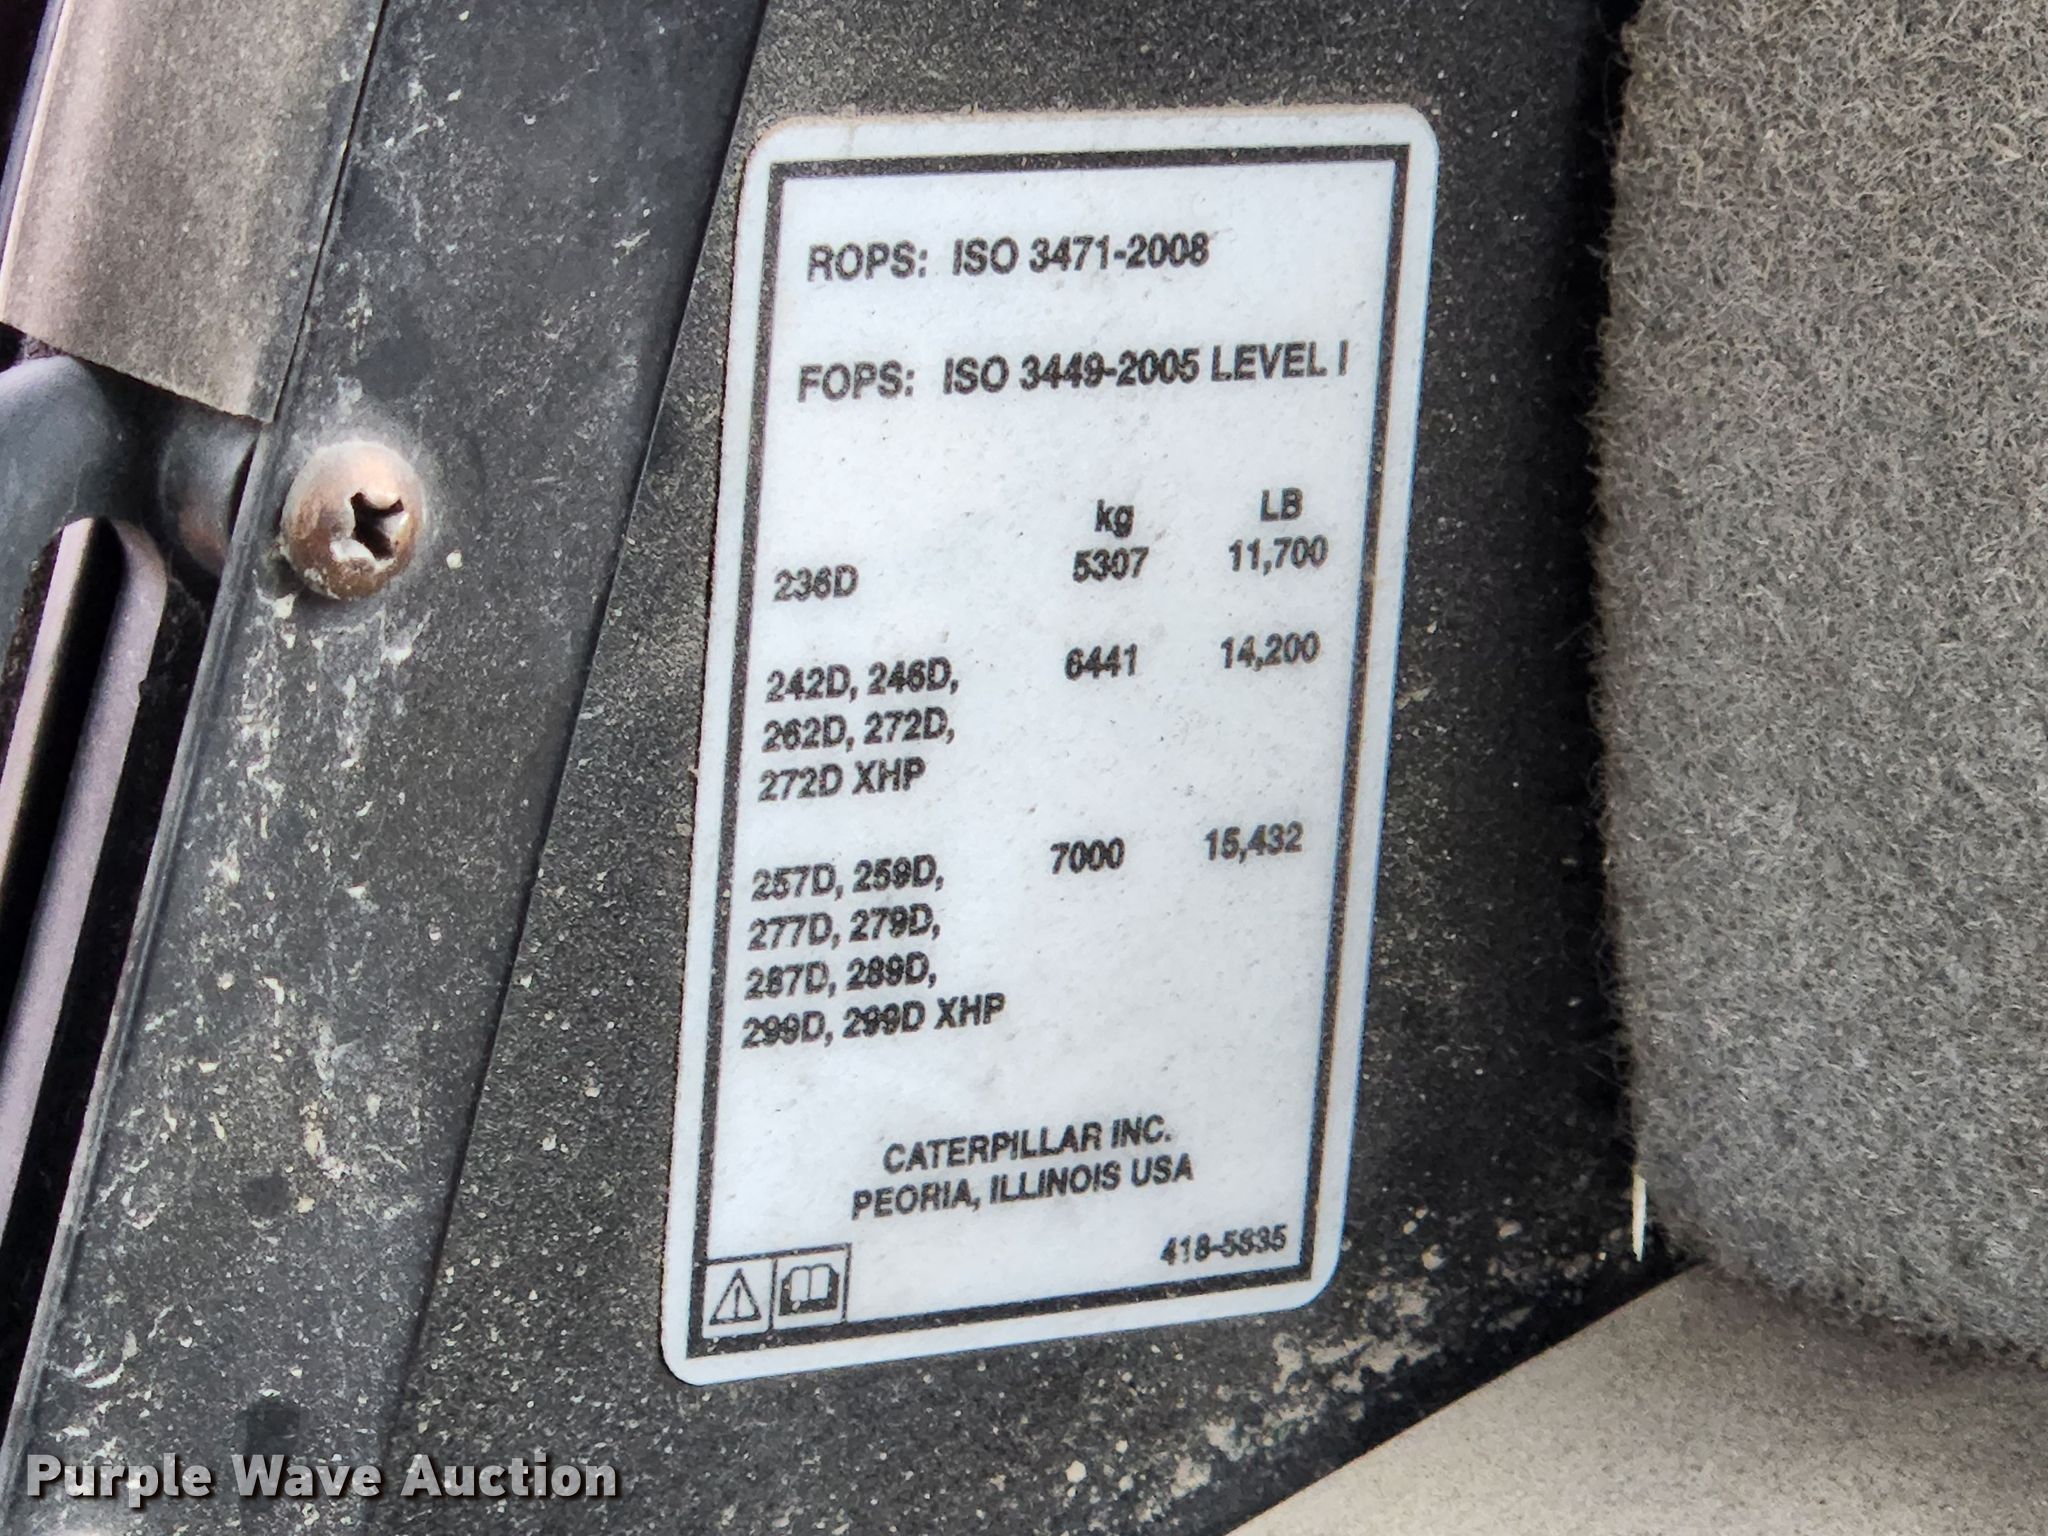 ROPS: ISO 3471-2008
FOPS: ISO 3449-2005 LEVEL I
kg LB
236D 5307 11,700
242D, 246D, 6441 14,200
262D, 272D,
272D XHP
257D, 259D, 7000 15,432
277D, 279D,
287D, 289D,
299D, 299D XHP
CATERPILLAR INC.
PEORIA, ILLINOIS USA
418-5835
Purple Wave Auction